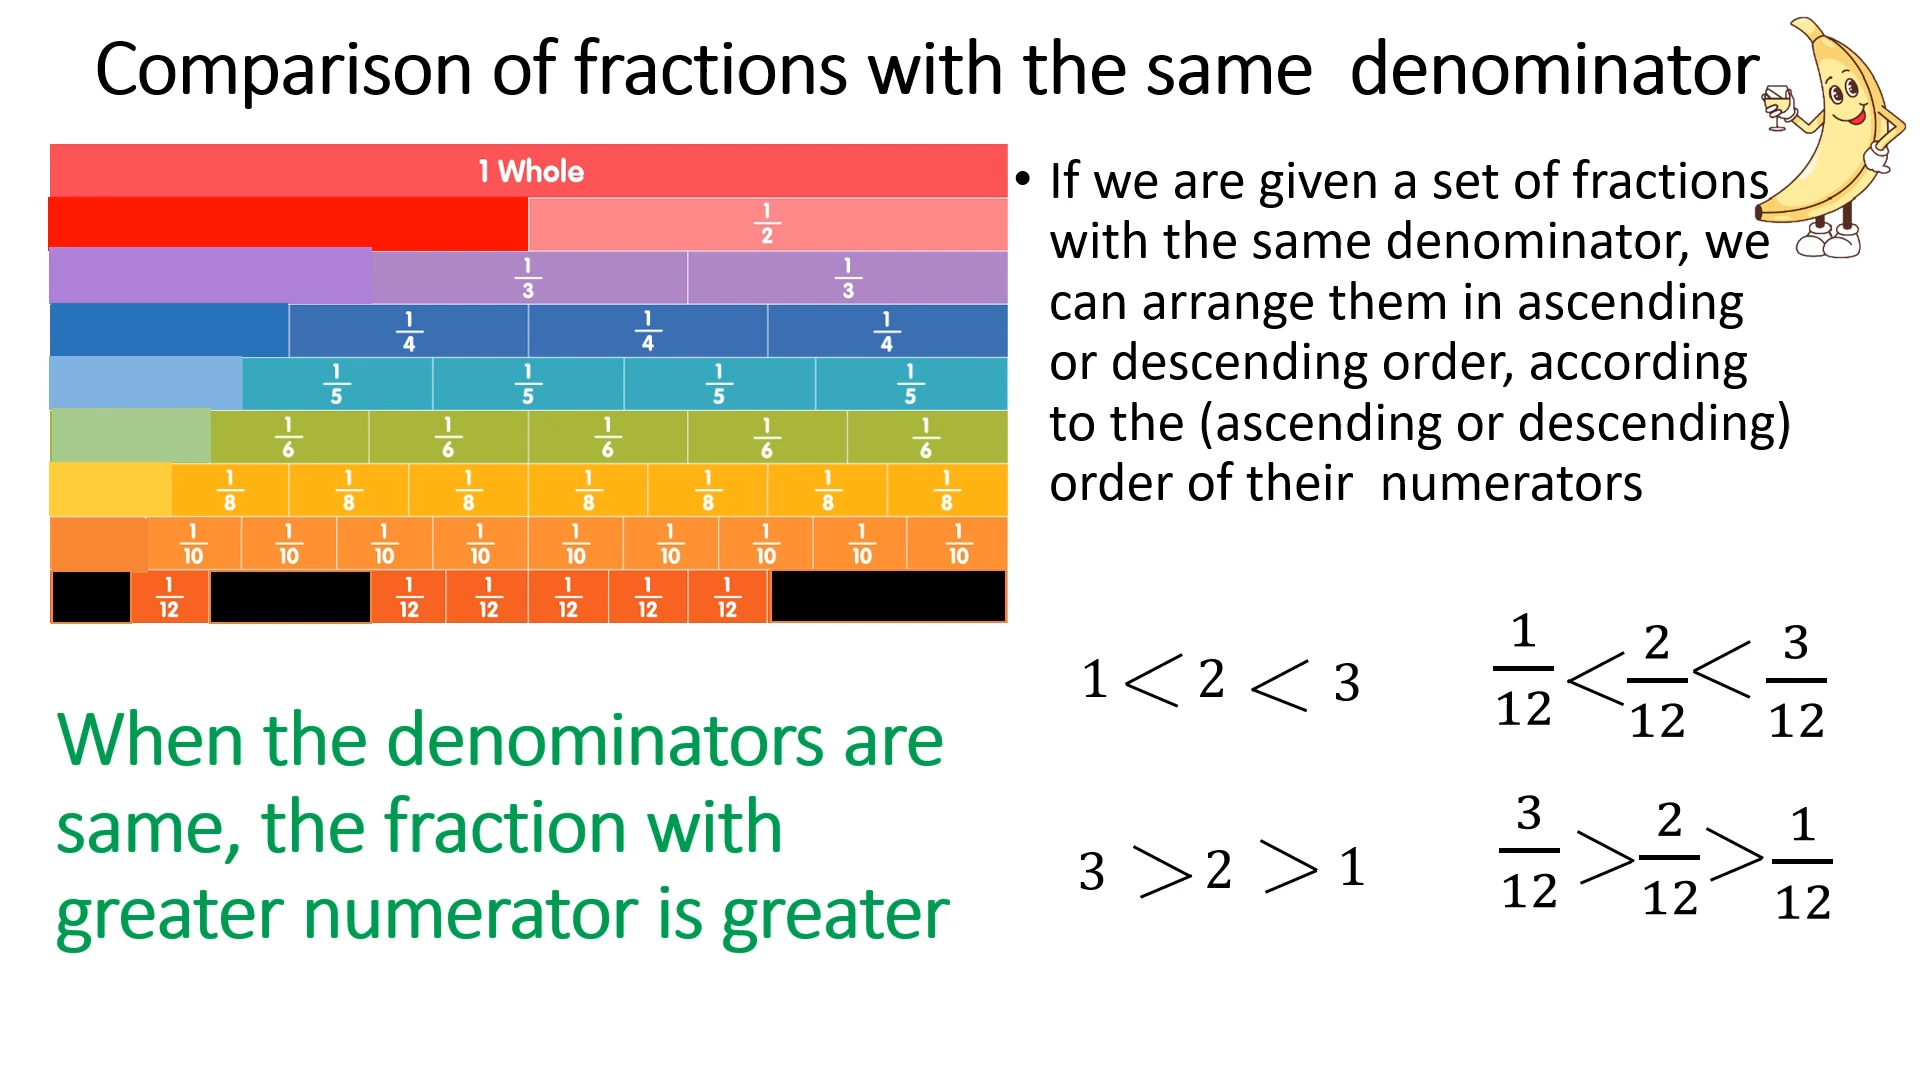 Comparison of fractions with the same  denominator
1 Whole
1/2
1/3 1/3
1/4 1/4 1/4
1/5 1/5 1/5 1/5
1/6 1/6 1/6 1/6 1/6
1/8 1/8 1/8 1/8 1/8 1/8 1/8
1/10 1/10 1/10 1/10 1/10 1/10 1/10 1/10 1/10
1/12 1/12 1/12 1/12 1/12 1/12
• If we are given a set of fractions
with the same denominator, we
can arrange them in ascending
or descending order, according
to the (ascending or descending)
order of their  numerators
1 < 2 < 3
1/12 < 2/12 < 3/12
3 > 2 > 1
3/12 > 2/12 > 1/12
When the denominators are
same, the fraction with
greater numerator is greater